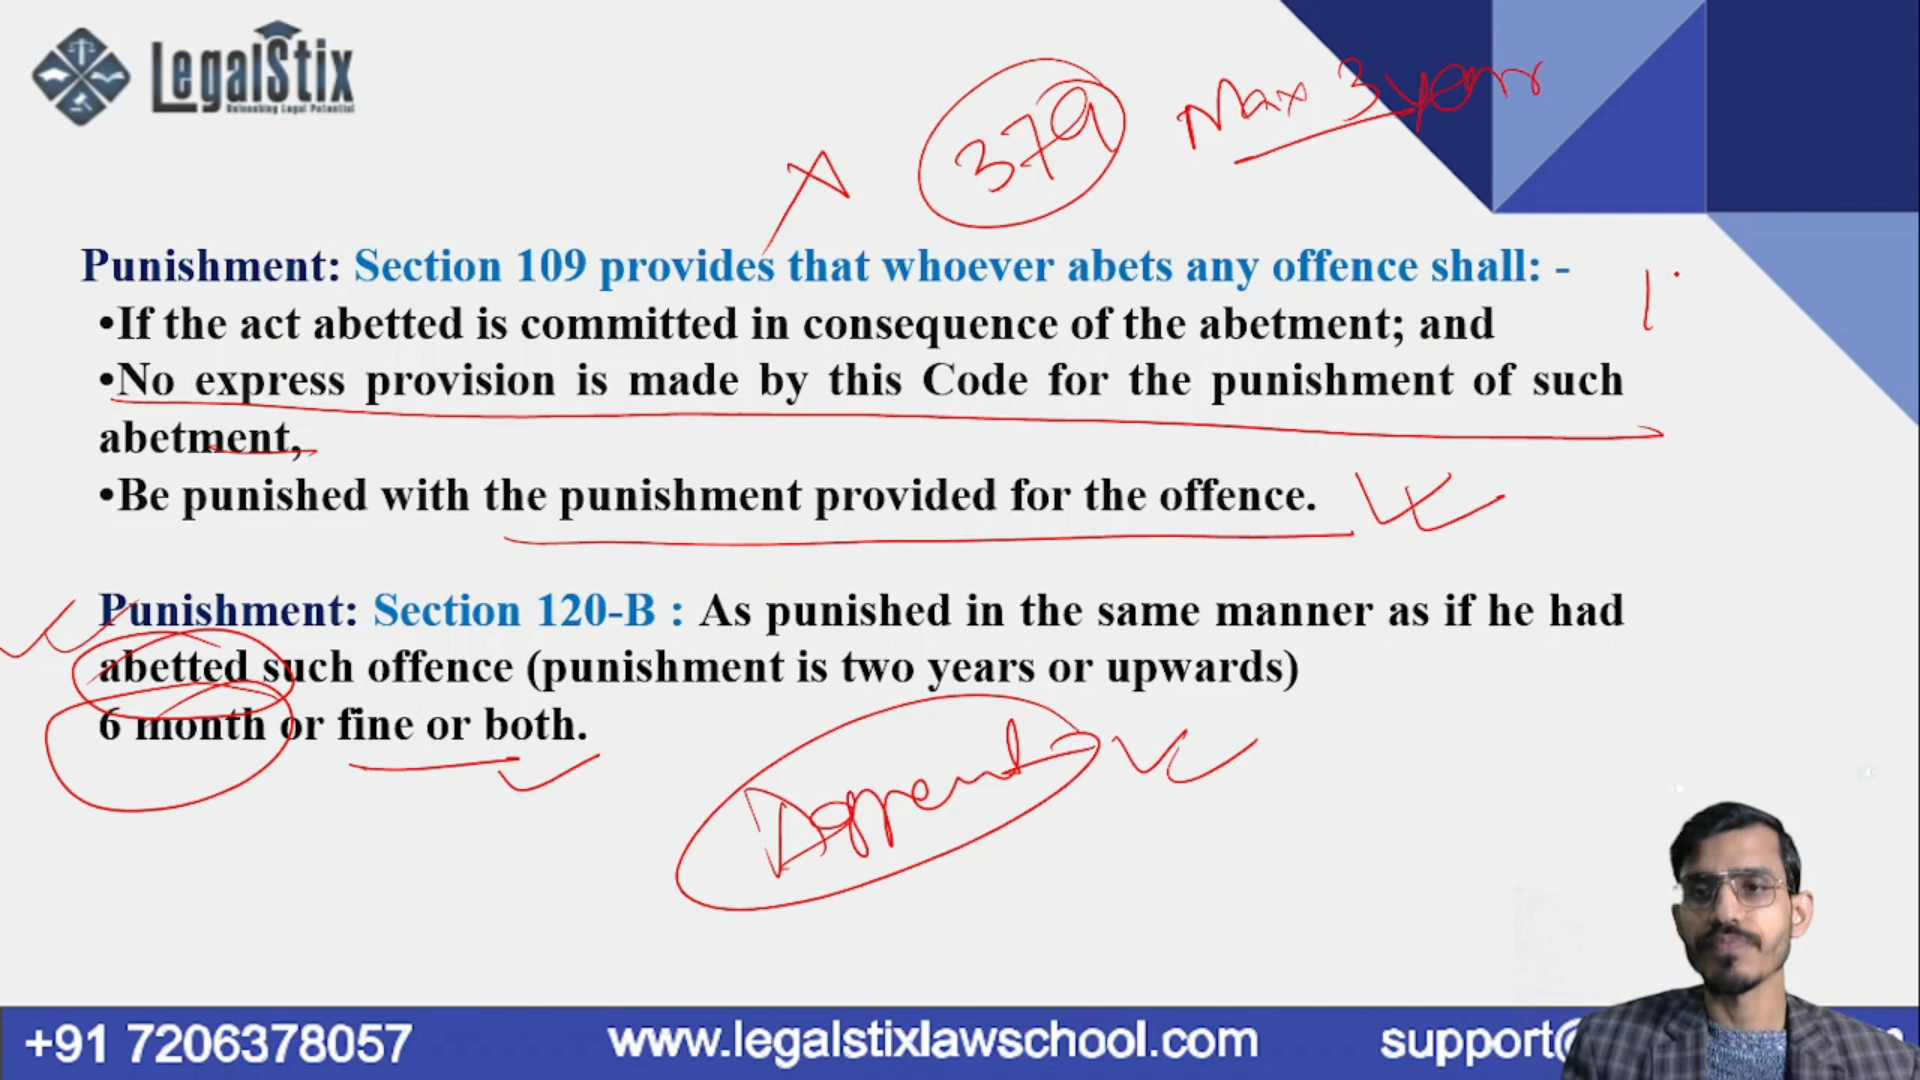 LegalStix
379
Max 3 year
Punishment: Section 109 provides that whoever abets any offence shall: -
•If the act abetted is committed in consequence of the abetment; and
•No express provision is made by this Code for the punishment of such
abetment,
•Be punished with the punishment provided for the offence.
Punishment: Section 120-B : As punished in the same manner as if he had
abetted such offence (punishment is two years or upwards)
6 month or fine or both.
+91 7206378057
www.legalstixlawschool.com
support@